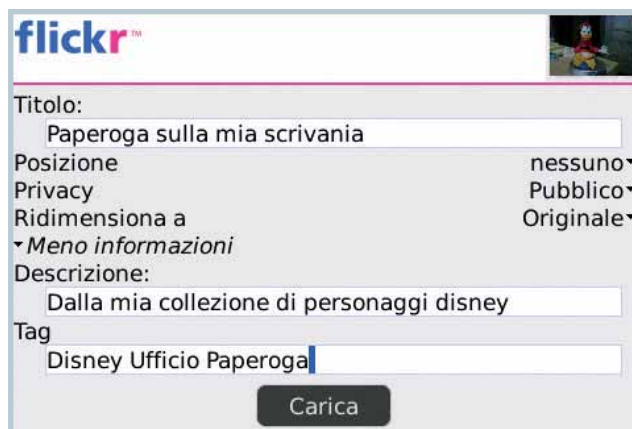 flickr™
Titolo:
Paperoga sulla mia scrivania
Posizione nessuno
Privacy Pubblico
Ridimensiona a Originale
Meno informazioni
Descrizione:
Dalla mia collezione di personaggi disney
Tag
Disney Ufficio Paperoga
Carica